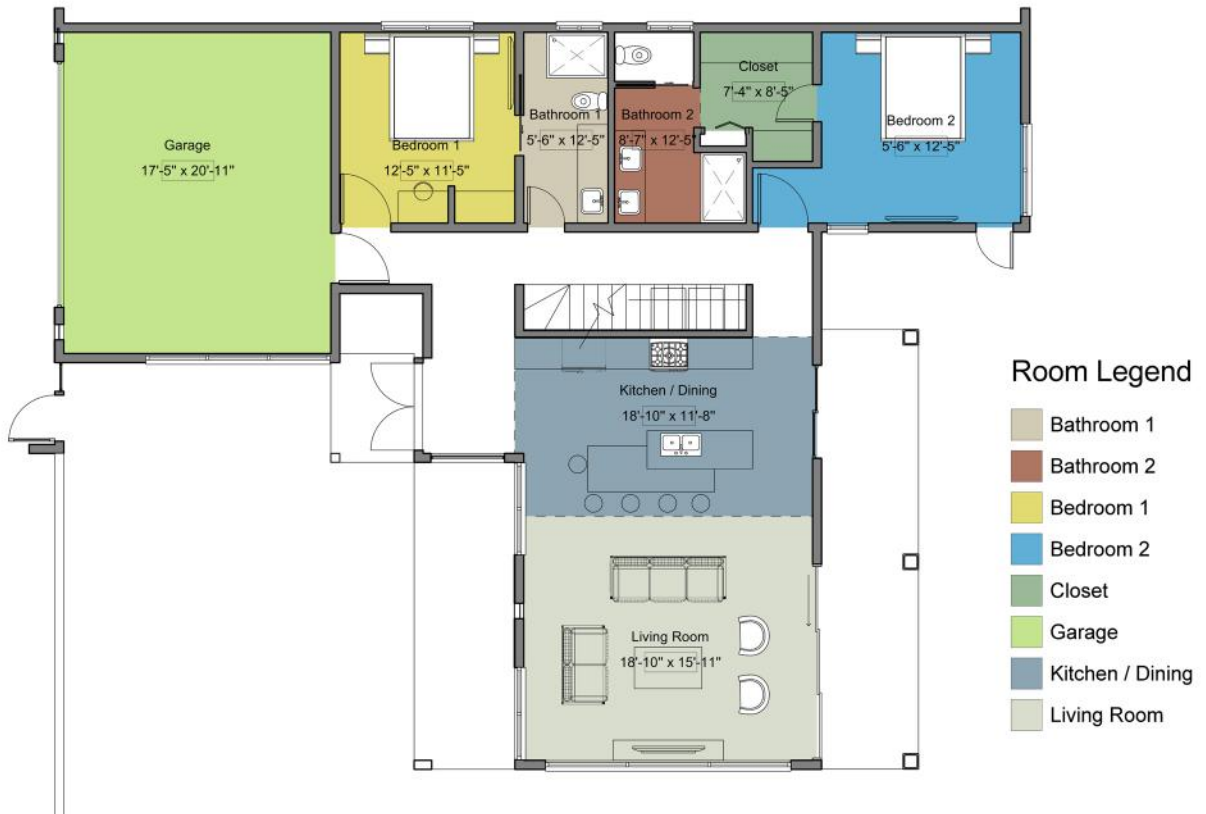 Garage
17'-5" x 20'-11"
Bedroom 1
12'-5" x 11'-5"
Bathroom 1
5'-6" x 12'-5"
Bathroom 2
8'-7" x 12'-5"
Closet
7'-4" x 8'-5"
Bedroom 2
5'-6" x 12'-5"
Kitchen / Dining
18'-10" x 11'-8"
Living Room
18'-10" x 15'-11"
Room Legend
Bathroom 1
Bathroom 2
Bedroom 1
Bedroom 2
Closet
Garage
Kitchen / Dining
Living Room